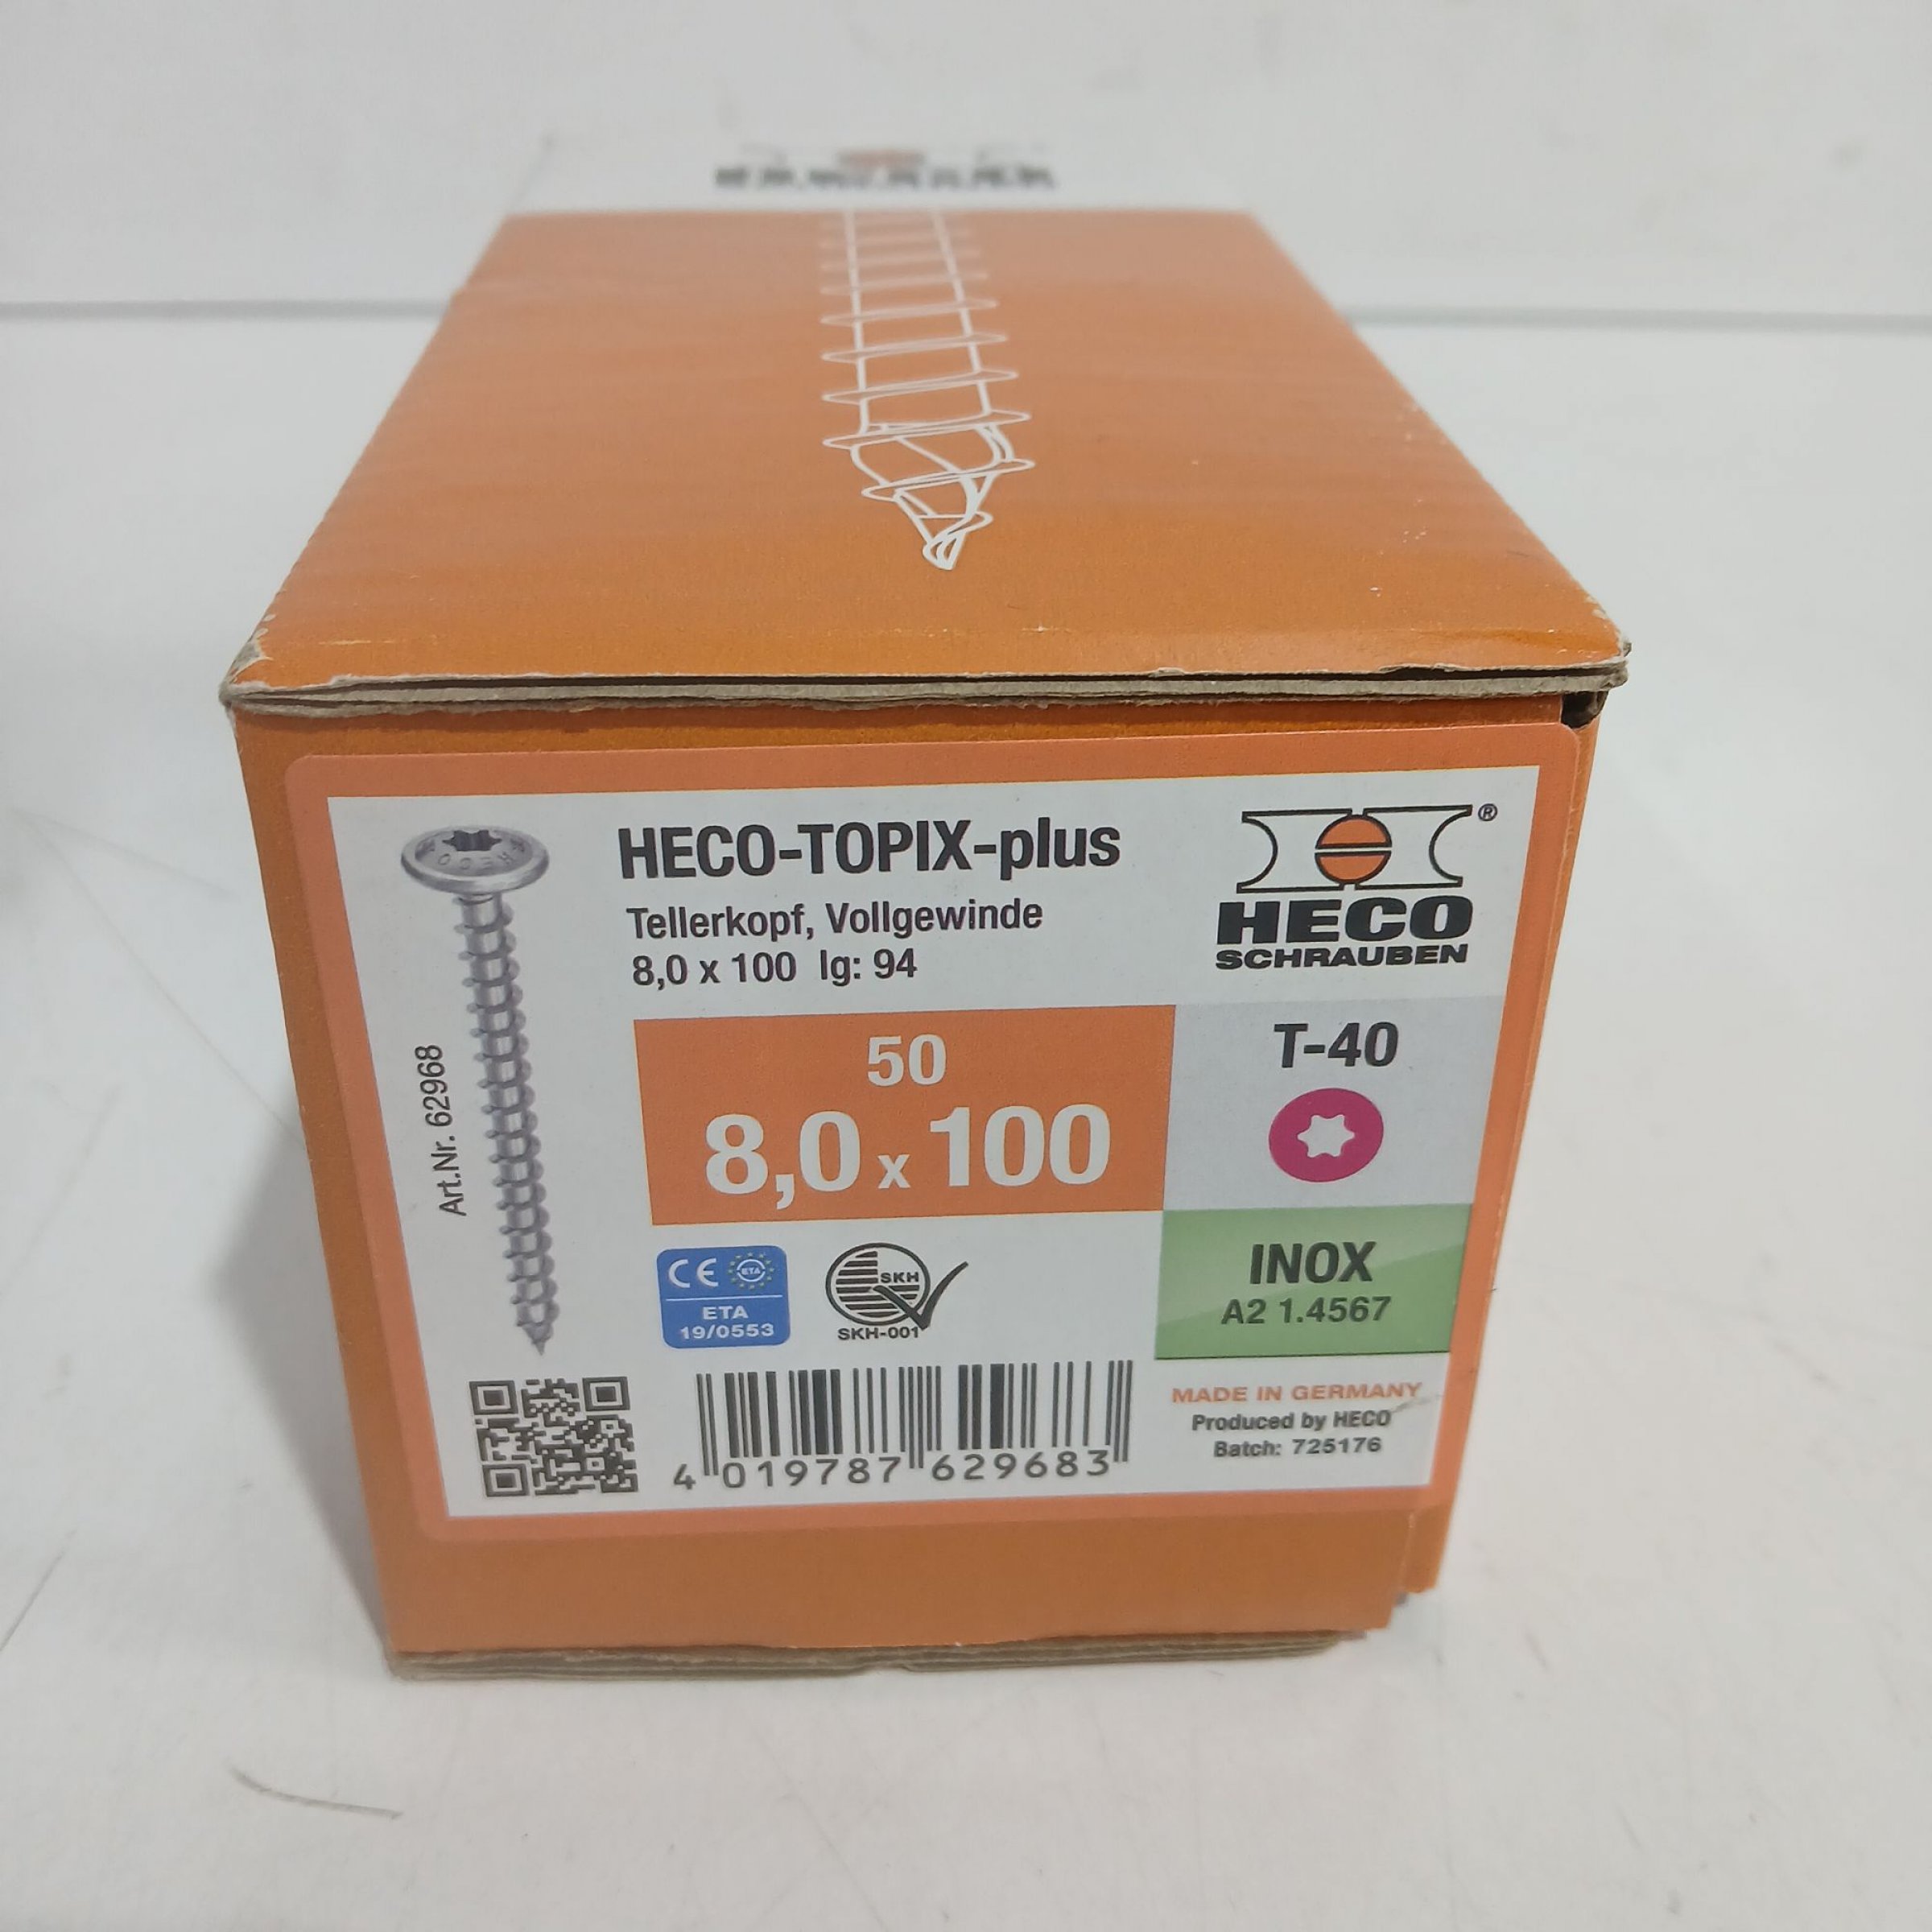 HECO-TOPIX-plus
Tellerkopf, Vollgewinde
8,0 x 100 lg: 94
®
HECO
SCHRAUBEN
Art.Nr. 62968
50
8,0 x 100
T-40
INOX
A2 1.4567
CE ETA
ETA
19/0553
SKH
SKH-001
MADE IN GERMANY
Produced by HECO
Batch: 725176
4 019787 629683